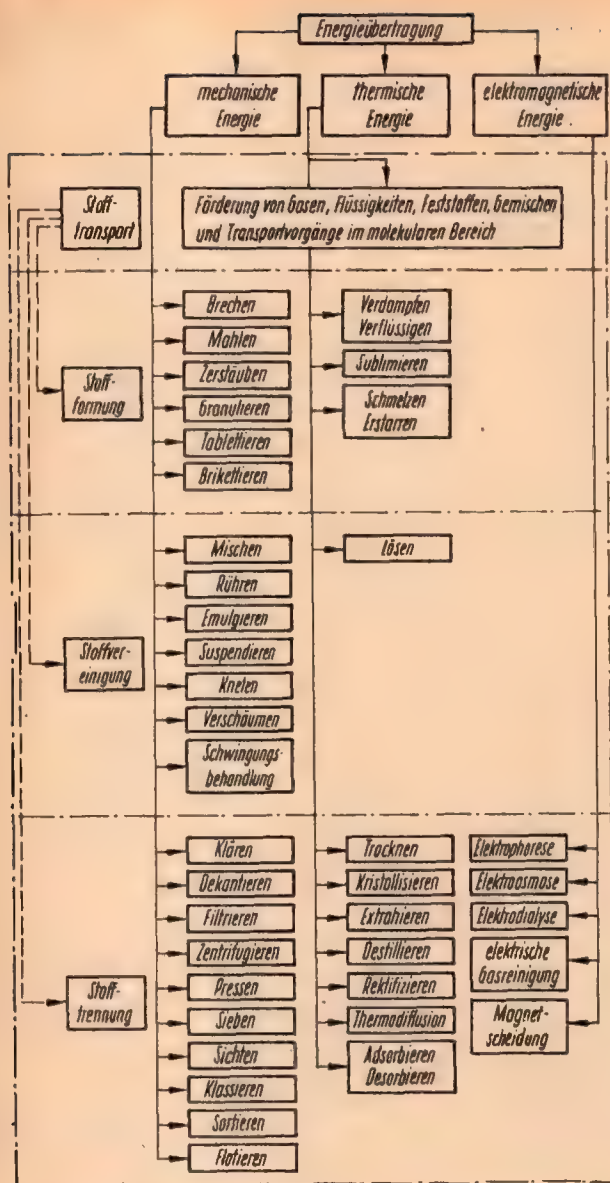 Energieübertragung
mechanische
Energie
thermische
Energie
elektromagnetische
Energie
Stoff-
transport
Förderung von Gasen, Flüssigkeiten, Feststoffen, Gemischen
und Transportvorgänge im molekularen Bereich
Stoff-
formung
Brechen
Mahlen
Zerstäuben
Granulieren
Tablettieren
Brikettieren
Verdampfen
Verflüssigen
Sublimieren
Schmelzen
Erstarren
Stoffver-
einigung
Mischen
Rühren
Emulgieren
Suspendieren
Kneten
Verschäumen
Schwingungs-
behandlung
Lösen
Stoff-
trennung
Klären
Dekantieren
Filtrieren
Zentrifugieren
Pressen
Sieben
Sichten
Klassieren
Sortieren
Flotieren
Trocknen
Kristallisieren
Extrahieren
Destillieren
Rektifizieren
Thermodiffusion
Adsorbieren
Desorbieren
Elektrophorese
Elektroosmose
Elektrodialyse
elektrische
Gasreinigung
Magnet-
scheidung